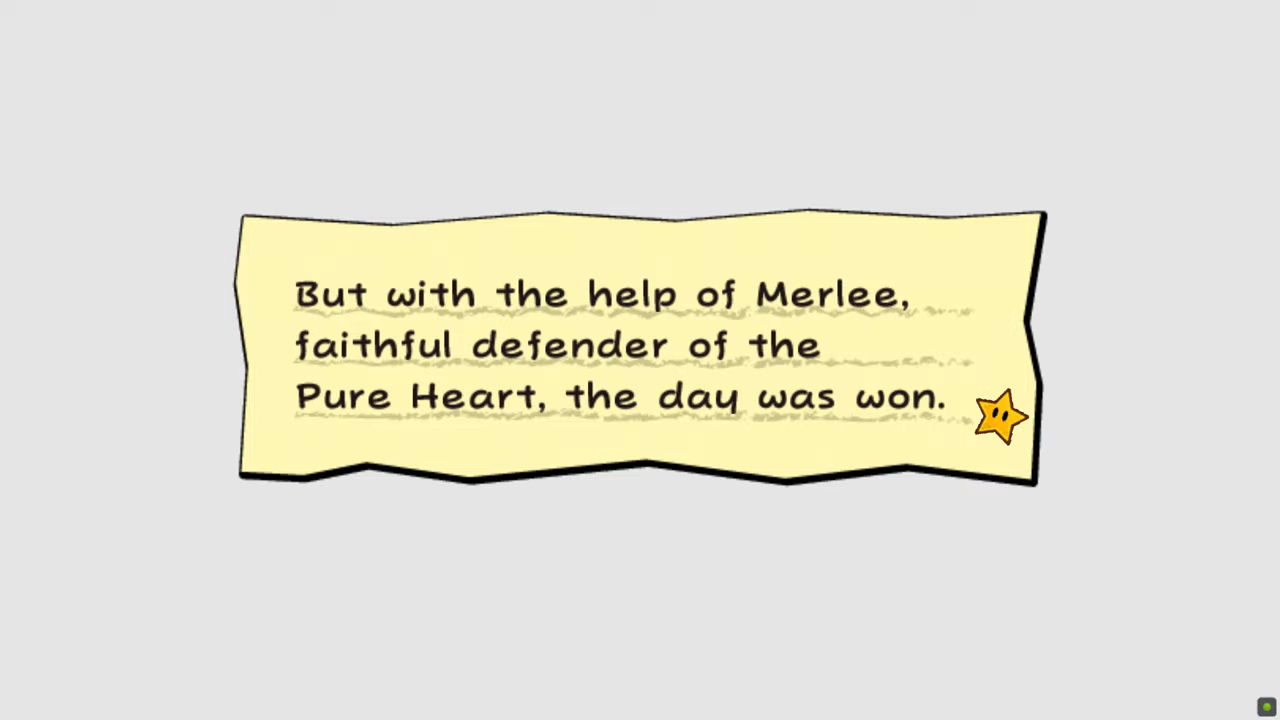 But with the help of Merlee,
faithful defender of the
Pure Heart, the day was won.